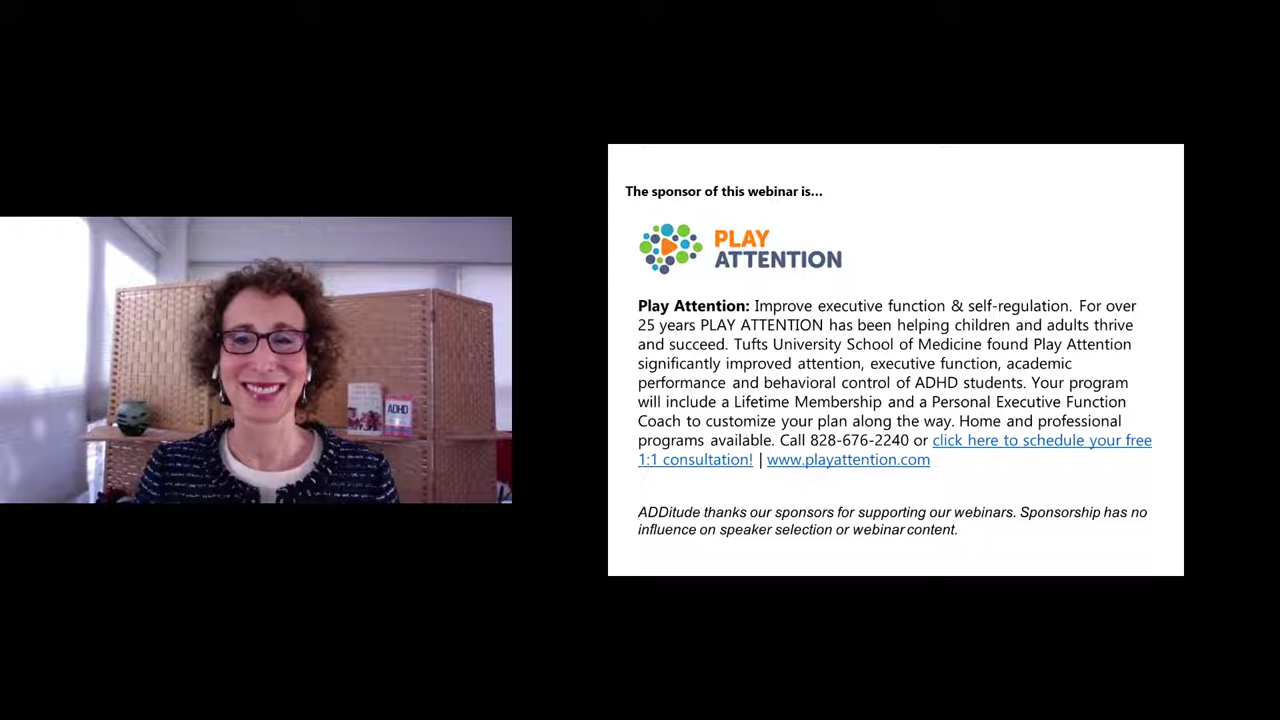 The sponsor of this webinar is...
PLAY
ATTENTION
Play Attention: Improve executive function & self-regulation. For over
25 years PLAY ATTENTION has been helping children and adults thrive
and succeed. Tufts University School of Medicine found Play Attention
significantly improved attention, executive function, academic
performance and behavioral control of ADHD students. Your program
will include a Lifetime Membership and a Personal Executive Function
Coach to customize your plan along the way. Home and professional
programs available. Call 828-676-2240 or click here to schedule your free
1:1 consultation! | www.playattention.com
ADDitude thanks our sponsors for supporting our webinars. Sponsorship has no
influence on speaker selection or webinar content.
ADHD